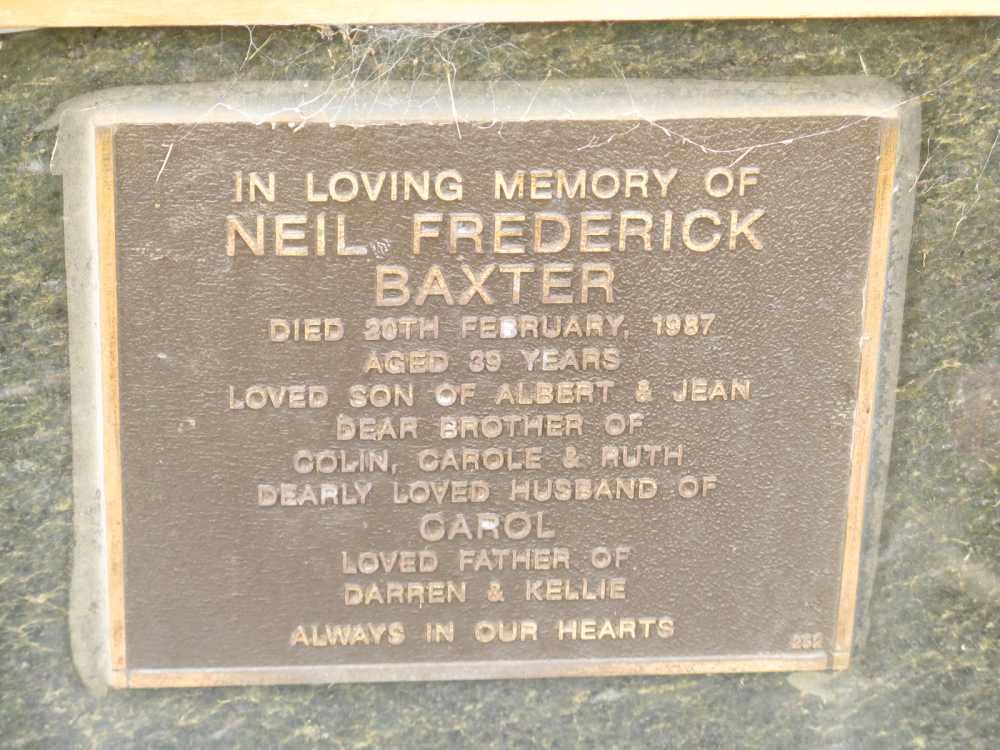 IN LOVING MEMORY OF
NEIL FREDERICK
BAXTER
DIED 20TH FEBRUARY, 1987
AGED 39 YEARS
LOVED SON OF ALBERT & JEAN
DEAR BROTHER OF
COLIN, CAROLE & RUTH
DEARLY LOVED HUSBAND OF
CAROL
LOVED FATHER OF
DARREN & KELLIE
ALWAYS IN OUR HEARTS